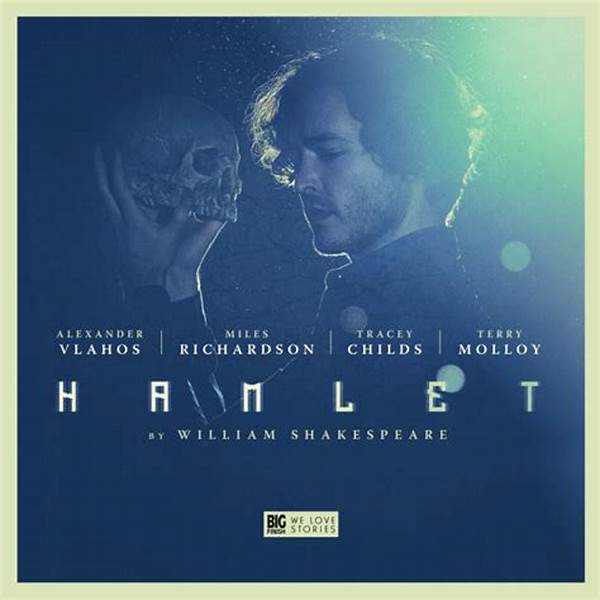 ALEXANDER VLAHOS | MILES RICHARDSON | TRACEY CHILDS | TERRY MOLLOY
HAMLET
BY WILLIAM SHAKESPEARE
BIG FINISH WE LOVE STORIES